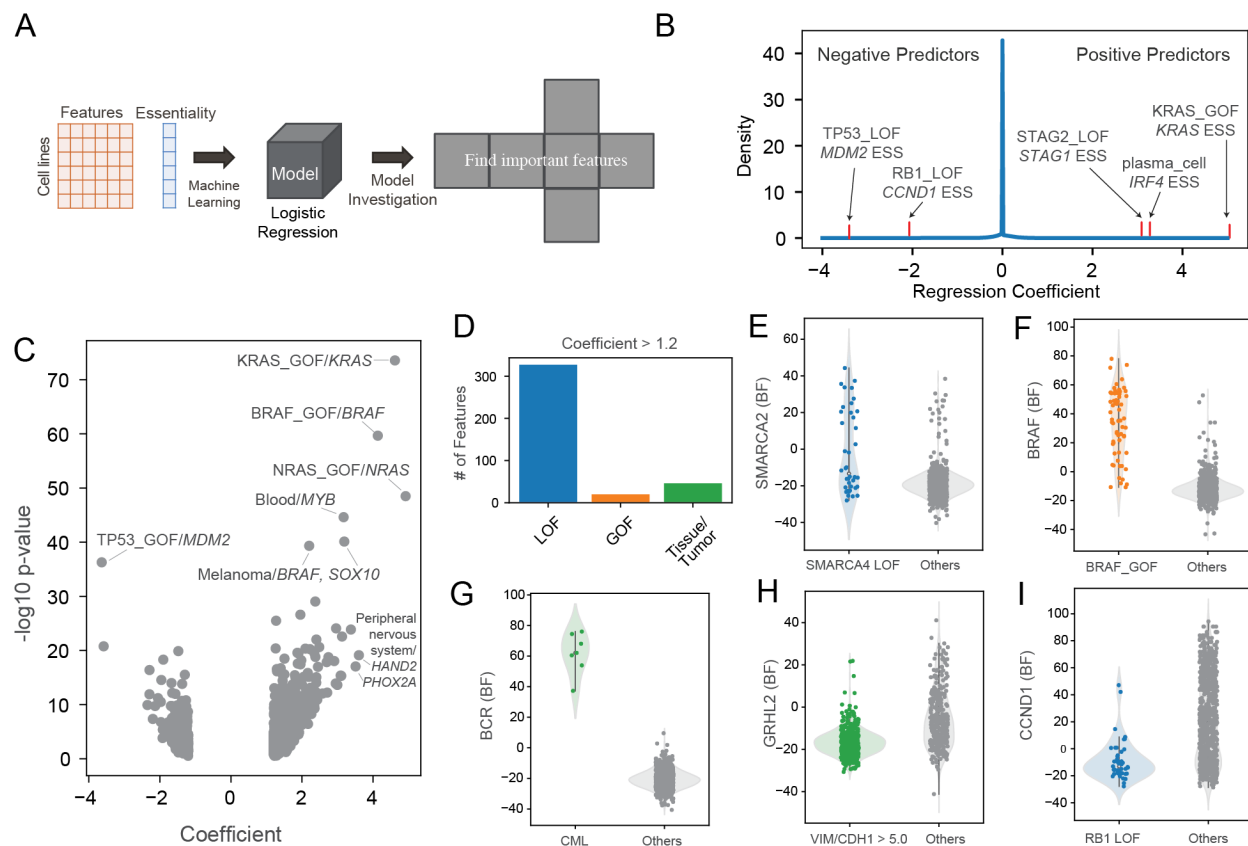 A
Features
Essentiality
Cell lines
Machine
Learning
Model
Logistic
Regression
Model
Investigation
Find important features
B
Negative Predictors
Positive Predictors
TP53_LOF
MDM2 ESS
RB1_LOF
CCND1 ESS
STAG2_LOF
STAG1 ESS
plasma_cell
IRF4 ESS
KRAS_GOF
KRAS ESS
Density
40
30
20
10
0
−4
−2
0
2
4
Regression Coefficient
C
KRAS_GOF/KRAS
BRAF_GOF/BRAF
NRAS_GOF/NRAS
Blood/MYB
TP53_GOF/MDM2
Melanoma/BRAF, SOX10
Peripheral
nervous
system/
HAND2
PHOX2A
-log10 p-value
70
60
50
40
30
20
10
0
−4
−2
0
2
4
Coefficient
D
Coefficient > 1.2
# of Features
300
200
100
0
LOF
GOF
Tissue/
Tumor
E
SMARCA2 (BF)
60
40
20
0
−20
−40
SMARCA4 LOF
Others
F
BRAF (BF)
100
80
60
40
20
0
−20
−40
BRAF_GOF
Others
G
BCR (BF)
100
80
60
40
20
0
−20
−40
CML
Others
H
GRHL2 (BF)
40
20
0
−20
−40
VIM/CDH1 > 5.0
Others
I
CCND1 (BF)
100
80
60
40
20
0
−20
−40
RB1 LOF
Others